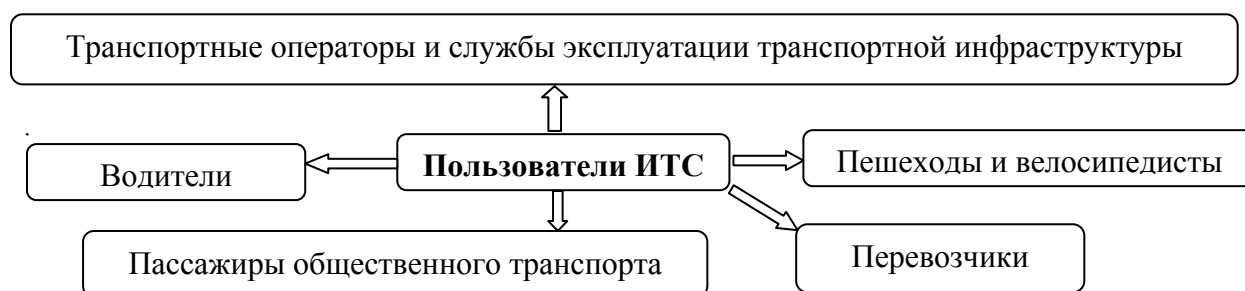 Транспортные операторы и службы эксплуатации транспортной инфраструктуры
Водители
Пользователи ИТС
Пешеходы и велосипедисты
Пассажиры общественного транспорта
Перевозчики